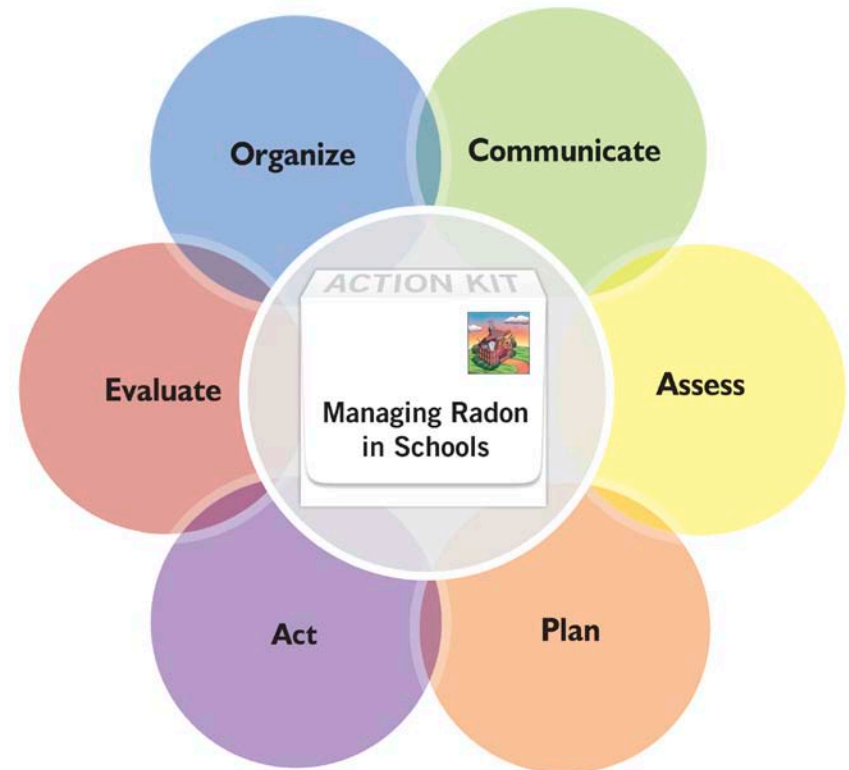 Organize
Communicate
ACTION KIT
Evaluate
Managing Radon
in Schools
Assess
Act
Plan